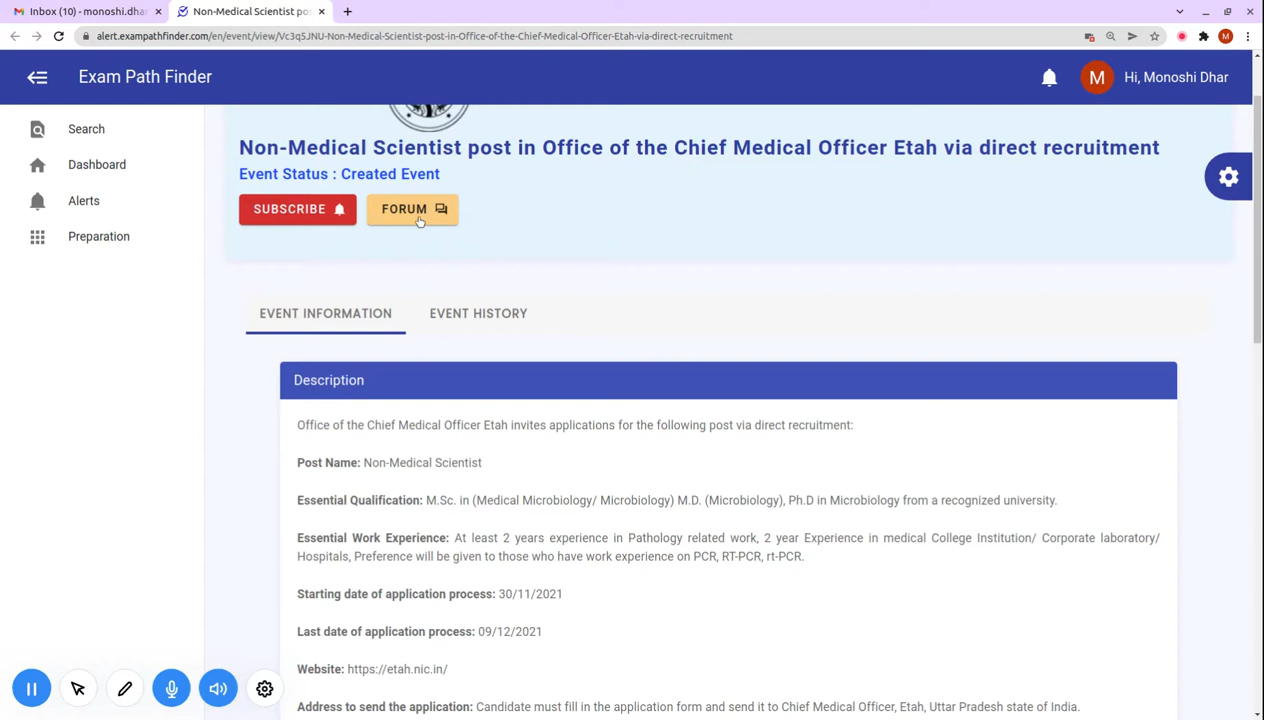 Inbox (10) - monoshi.dhar
Non-Medical Scientist po
alert.exampathfinder.com/en/event/view/Vc3q5JNU-Non-Medical-Scientist-post-in-Office-of-the-Chief-Medical-Officer-Etah-via-direct-recruitment
M
Exam Path Finder
M
Hi, Monoshi Dhar
Search
Dashboard
Alerts
Preparation
Non-Medical Scientist post in Office of the Chief Medical Officer Etah via direct recruitment
Event Status : Created Event
SUBSCRIBE
FORUM
EVENT INFORMATION
EVENT HISTORY
Description
Office of the Chief Medical Officer Etah invites applications for the following post via direct recruitment:
Post Name: Non-Medical Scientist
Essential Qualification: M.Sc. in (Medical Microbiology/ Microbiology) M.D. (Microbiology), Ph.D in Microbiology from a recognized university.
Essential Work Experience: At least 2 years experience in Pathology related work, 2 year Experience in medical College Institution/ Corporate laboratory/
Hospitals, Preference will be given to those who have work experience on PCR, RT-PCR, rt-PCR.
Starting date of application process: 30/11/2021
Last date of application process: 09/12/2021
Website: https://etah.nic.in/
Address to send the application: Candidate must fill in the application form and send it to Chief Medical Officer, Etah, Uttar Pradesh state of India.